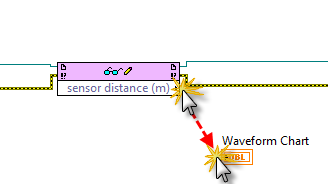 sensor distance (m)
Waveform Chart
DBL